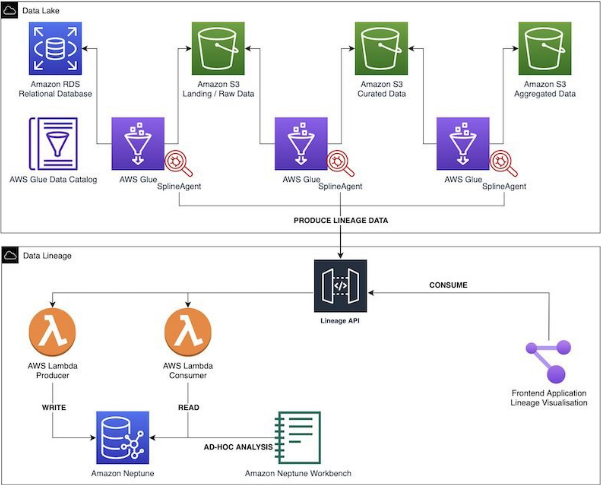 Data Lake
Amazon RDS
Relational Database
Amazon S3
Landing / Raw Data
Amazon S3
Curated Data
Amazon S3
Aggregated Data
AWS Glue Data Catalog
AWS Glue
SplineAgent
AWS Glue
SplineAgent
AWS Glue
SplineAgent
PRODUCE LINEAGE DATA
Data Lineage
Lineage API
CONSUME
AWS Lambda
Producer
AWS Lambda
Consumer
Frontend Application
Lineage Visualisation
WRITE
READ
AD-HOC ANALYSIS
Amazon Neptune
Amazon Neptune Workbench